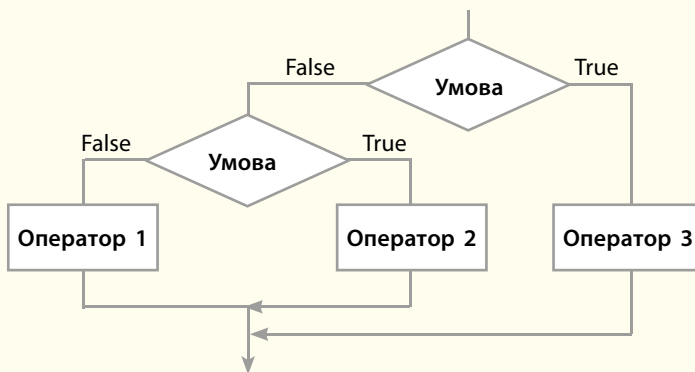 False
True
Умова
False
True
Умова
Оператор 1
Оператор 2
Оператор 3